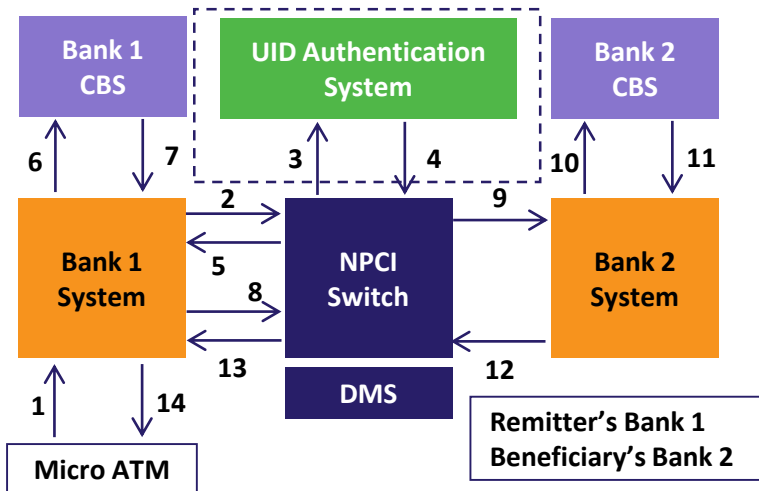 Bank 1
CBS
UID Authentication
System
Bank 2
CBS
6
7
3
4
10
11
2
9
Bank 1
System
5
NPCI
Switch
Bank 2
System
8
13
12
1
14
DMS
Micro ATM
Remitter’s Bank 1
Beneficiary’s Bank 2